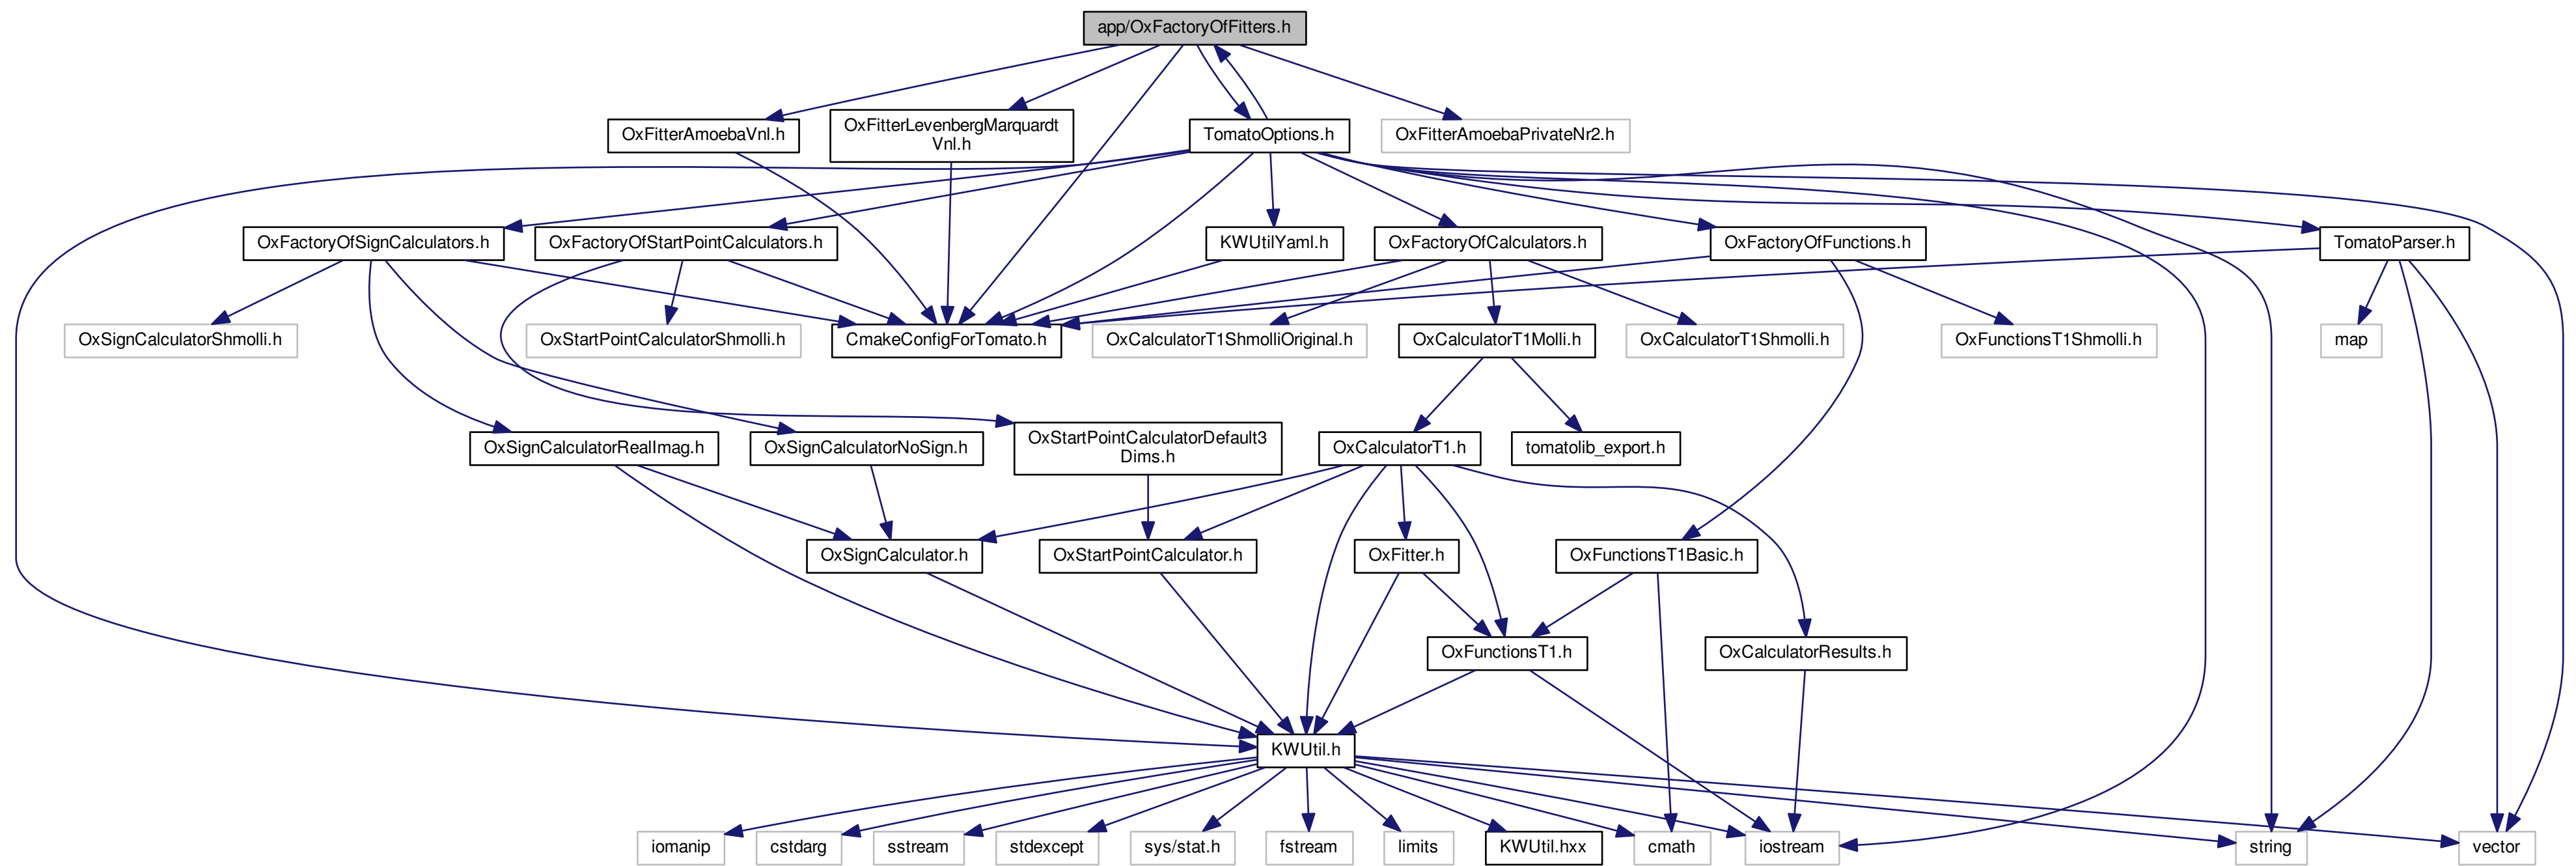 app/OxFactoryOfFitters.h
OxFitterAmoebaVnl.h
OxFitterLevenbergMarquardt
Vnl.h
TomatoOptions.h
OxFitterAmoebaPrivateNr2.h
OxFactoryOfSignCalculators.h
OxFactoryOfStartPointCalculators.h
KWUtilYaml.h
OxFactoryOfCalculators.h
OxFactoryOfFunctions.h
TomatoParser.h
OxSignCalculatorShmolli.h
OxStartPointCalculatorShmolli.h
CmakeConfigForTomato.h
OxCalculatorT1ShmolliOriginal.h
OxCalculatorT1Molli.h
OxCalculatorT1Shmolli.h
OxFunctionsT1Shmolli.h
map
OxSignCalculatorRealImag.h
OxSignCalculatorNoSign.h
OxStartPointCalculatorDefault3
Dims.h
OxCalculatorT1.h
tomatolib_export.h
OxSignCalculator.h
OxStartPointCalculator.h
OxFitter.h
OxFunctionsT1Basic.h
OxFunctionsT1.h
OxCalculatorResults.h
KWUtil.h
iomanip
cstdarg
sstream
stdexcept
sys/stat.h
fstream
limits
KWUtil.hxx
cmath
iostream
string
vector